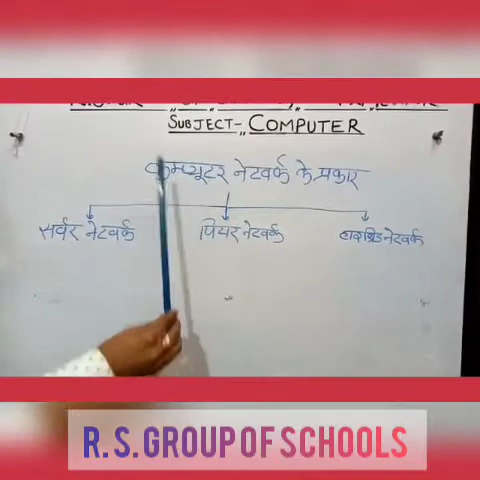 SUBJECT-,, COMPUTER
कम्प्यूटर नेटवर्क के प्रकार
सर्वर नेटवर्क पियर नेटवर्क हाइब्रिड नेटवर्क
R. S. GROUP OF SCHOOLS